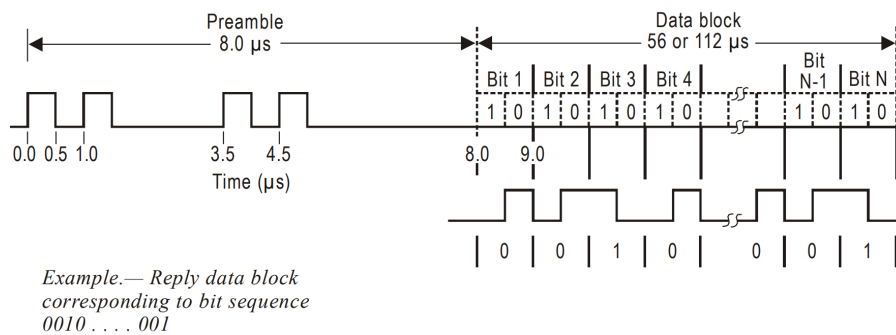 Preamble
8.0 µs
Data block
56 or 112 µs
Bit 1 Bit 2 Bit 3 Bit 4 Bit N-1 Bit N
1 0 1 0 1 0 1 0 1 0 1 0
0.0 0.5 1.0 3.5 4.5 8.0 9.0
Time (µs)
0 0 1 0 0 0 1
Example.— Reply data block
corresponding to bit sequence
0010 . . . . 001